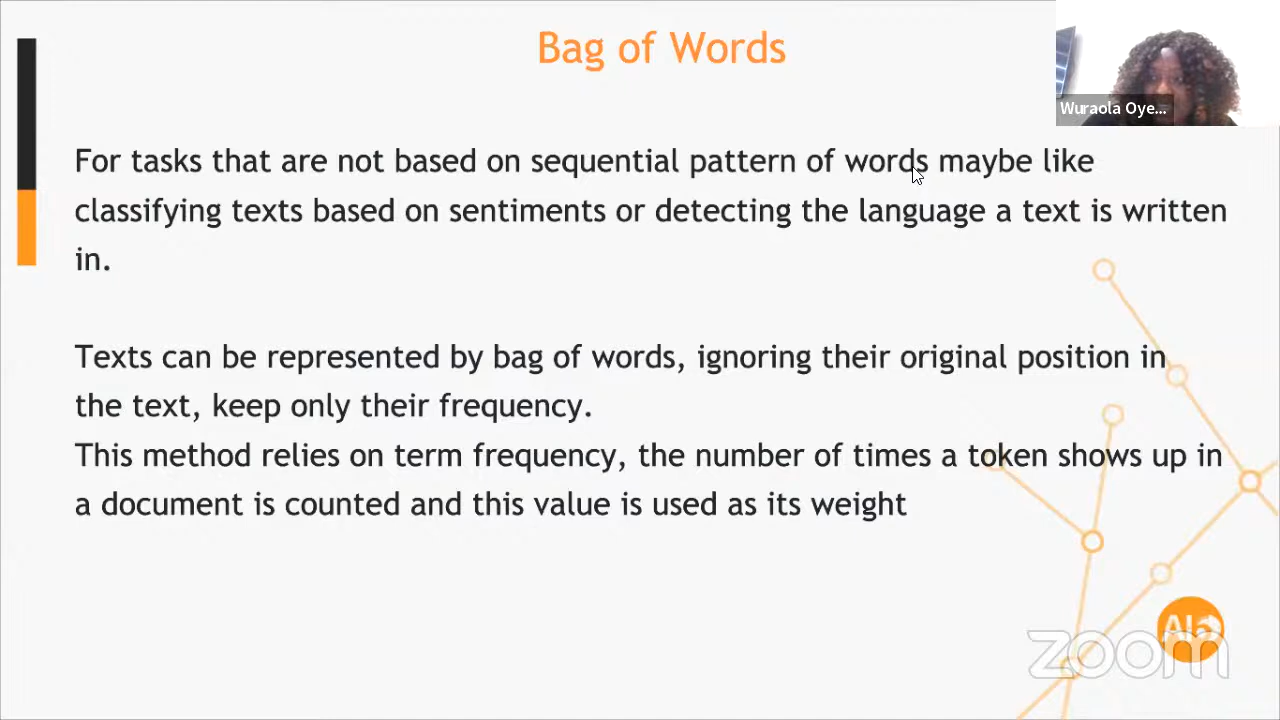 Bag of Words
Wuraola Oye...
For tasks that are not based on sequential pattern of words maybe like
classifying texts based on sentiments or detecting the language a text is written
in.
Texts can be represented by bag of words, ignoring their original position in
the text, keep only their frequency.
This method relies on term frequency, the number of times a token shows up in
a document is counted and this value is used as its weight
zoom